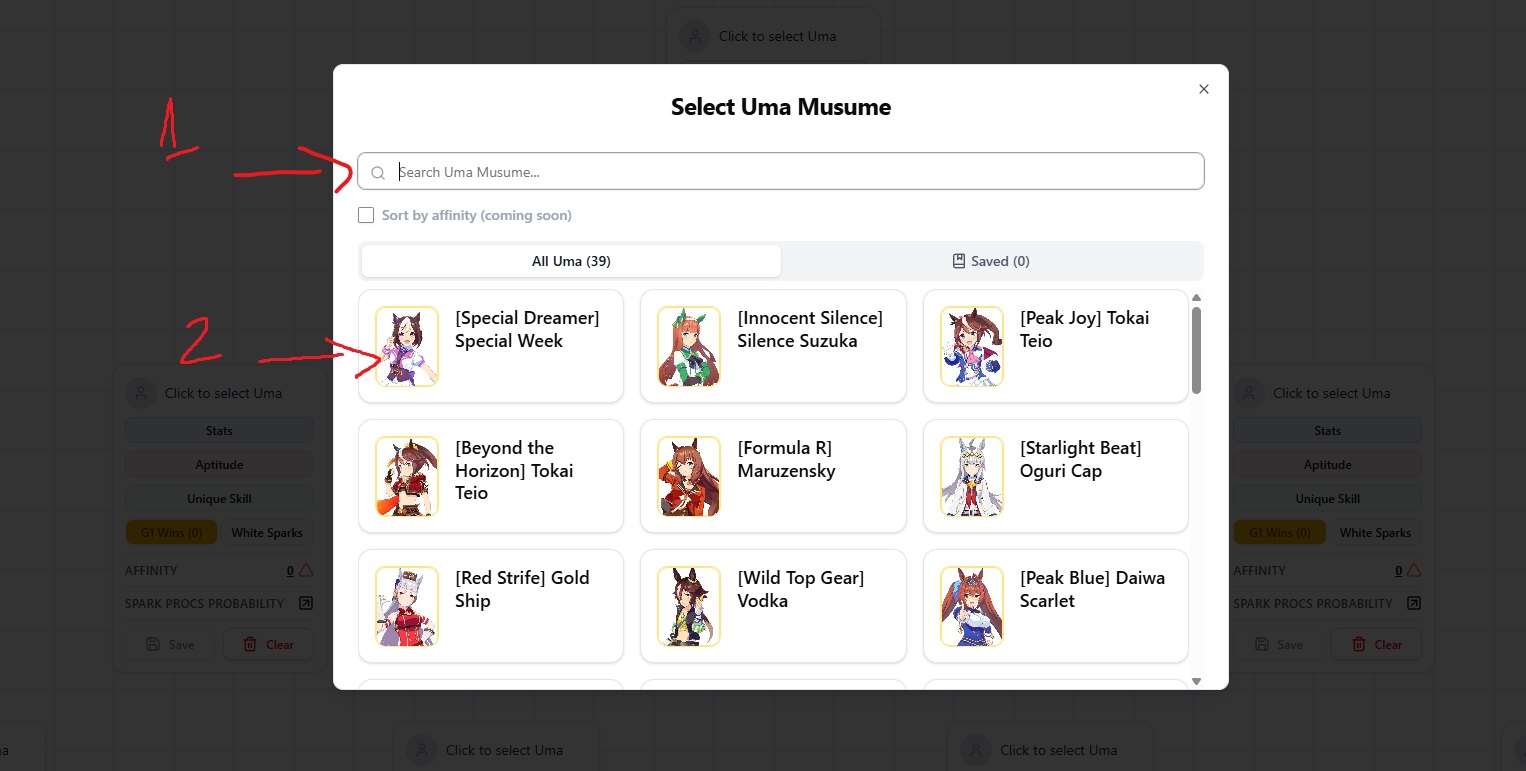 Click to select Uma
Select Uma Musume
1
Search Uma Musume...
Sort by affinity (coming soon)
All Uma (39)
Saved (0)
2
[Special Dreamer]
Special Week
[Innocent Silence]
Silence Suzuka
[Peak Joy] Tokai
Teio
[Beyond the
Horizon] Tokai
Teio
[Formula R]
Maruzensky
[Starlight Beat]
Oguri Cap
[Red Strife] Gold
Ship
[Wild Top Gear]
Vodka
[Peak Blue] Daiwa
Scarlet
Click to select Uma
Stats
Aptitude
Unique Skill
G1 Wins (0)
White Sparks
AFFINITY
0
SPARK PROCS PROBABILITY
Save
Clear
Click to select Uma
Stats
Aptitude
Unique Skill
G1 Wins (0)
White Sparks
AFFINITY
0
SPARK PROCS PROBABILITY
Save
Clear
Click to select Uma
Click to select Uma